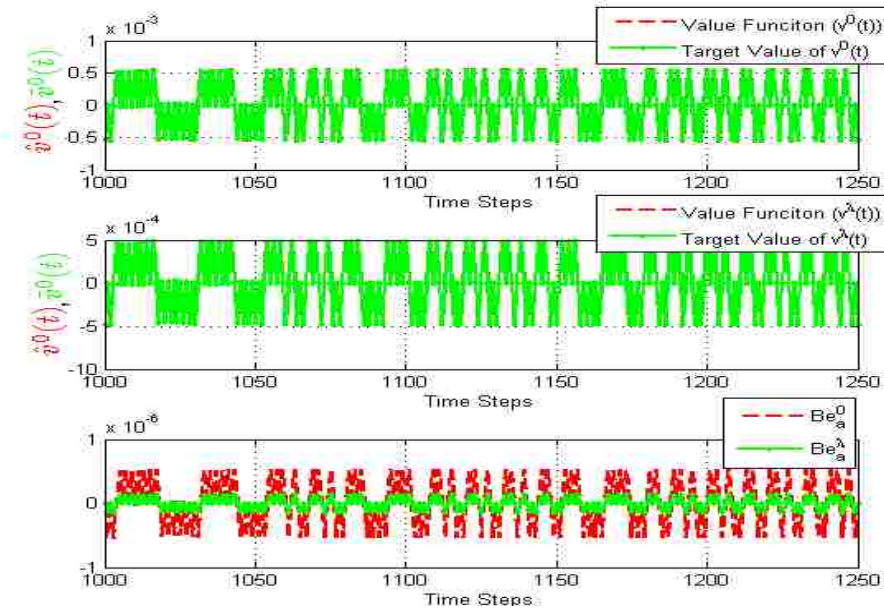 x 10^-3
Value Funciton (v^0(t))
Target Value of v^0(t)
1
0.5
0
-0.5
-1
v̂^0(t), v̄^0(t)
1000 1050 1100 1150 1200 1250
Time Steps
x 10^-4
Value Funciton (v^λ(t))
Target Value of v^λ(t)
5
0
-5
-10
v̂^0(t), v̄^0(t)
1000 1050 1100 1150 1200 1250
Time Steps
x 10^-6
Be_a^0
Be_a^λ
1
0
-1
1000 1050 1100 1150 1200 1250
Time Steps